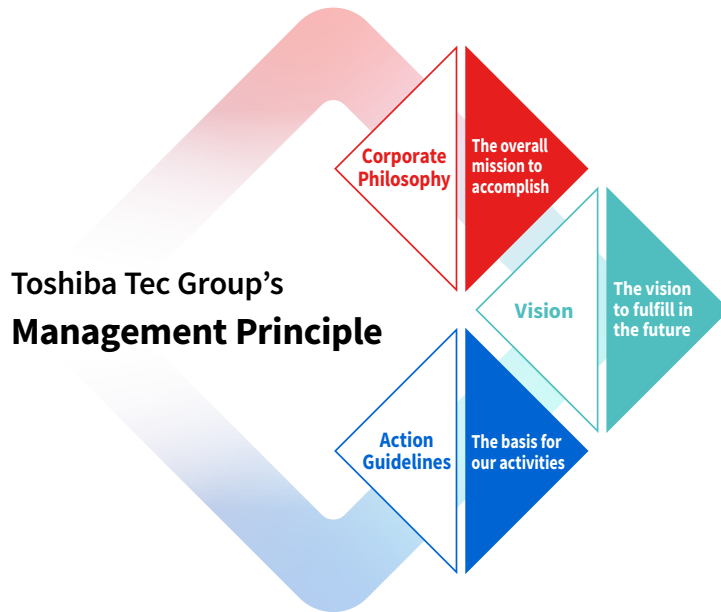 Toshiba Tec Group’s
Management Principle
Corporate
Philosophy
The overall
mission to
accomplish
Vision
The vision
to fulfill in
the future
Action
Guidelines
The basis for
our activities